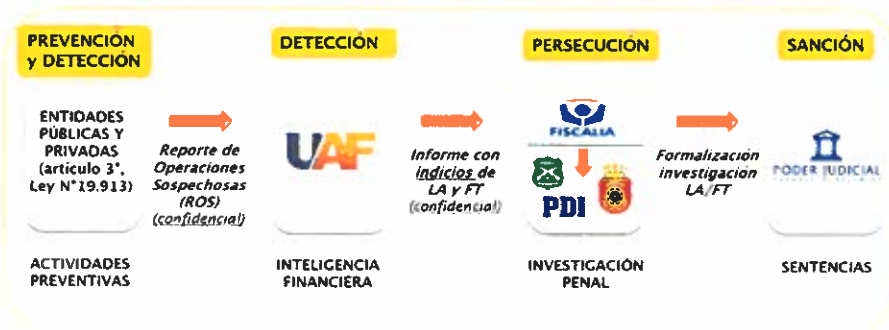 PREVENCIÓN
y DETECCIÓN
DETECCIÓN
PERSECUCIÓN
SANCIÓN
ENTIDADES
PÚBLICAS Y
PRIVADAS
(artículo 3°,
Ley N°19.913)
Reporte de
Operaciones
Sospechosas
(ROS)
(confidencial)
UAF
Informe con
indicios de
LA y FT
(confidencial)
FISCALIA
PDI
Formalización
investigación
LA/FT
PODER JUDICIAL
ACTIVIDADES
PREVENTIVAS
INTELIGENCIA
FINANCIERA
INVESTIGACIÓN
PENAL
SENTENCIAS